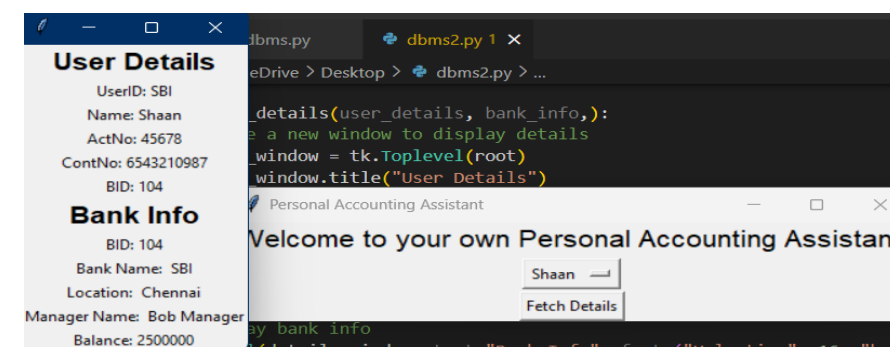 User Details
UserID: SBI
Name: Shaan
ActNo: 45678
ContNo: 6543210987
BID: 104
Bank Info
BID: 104
Bank Name: SBI
Location: Chennai
Manager Name: Bob Manager
Balance: 2500000
dbms.py
dbms2.py 1 ×
eDrive > Desktop > dbms2.py > ...
_details(user_details, bank_info,):
e a new window to display details
_window = tk.Toplevel(root)
_window.title("User Details")
Personal Accounting Assistant
Welcome to your own Personal Accounting Assistan
Shaan
Fetch Details
ay bank info